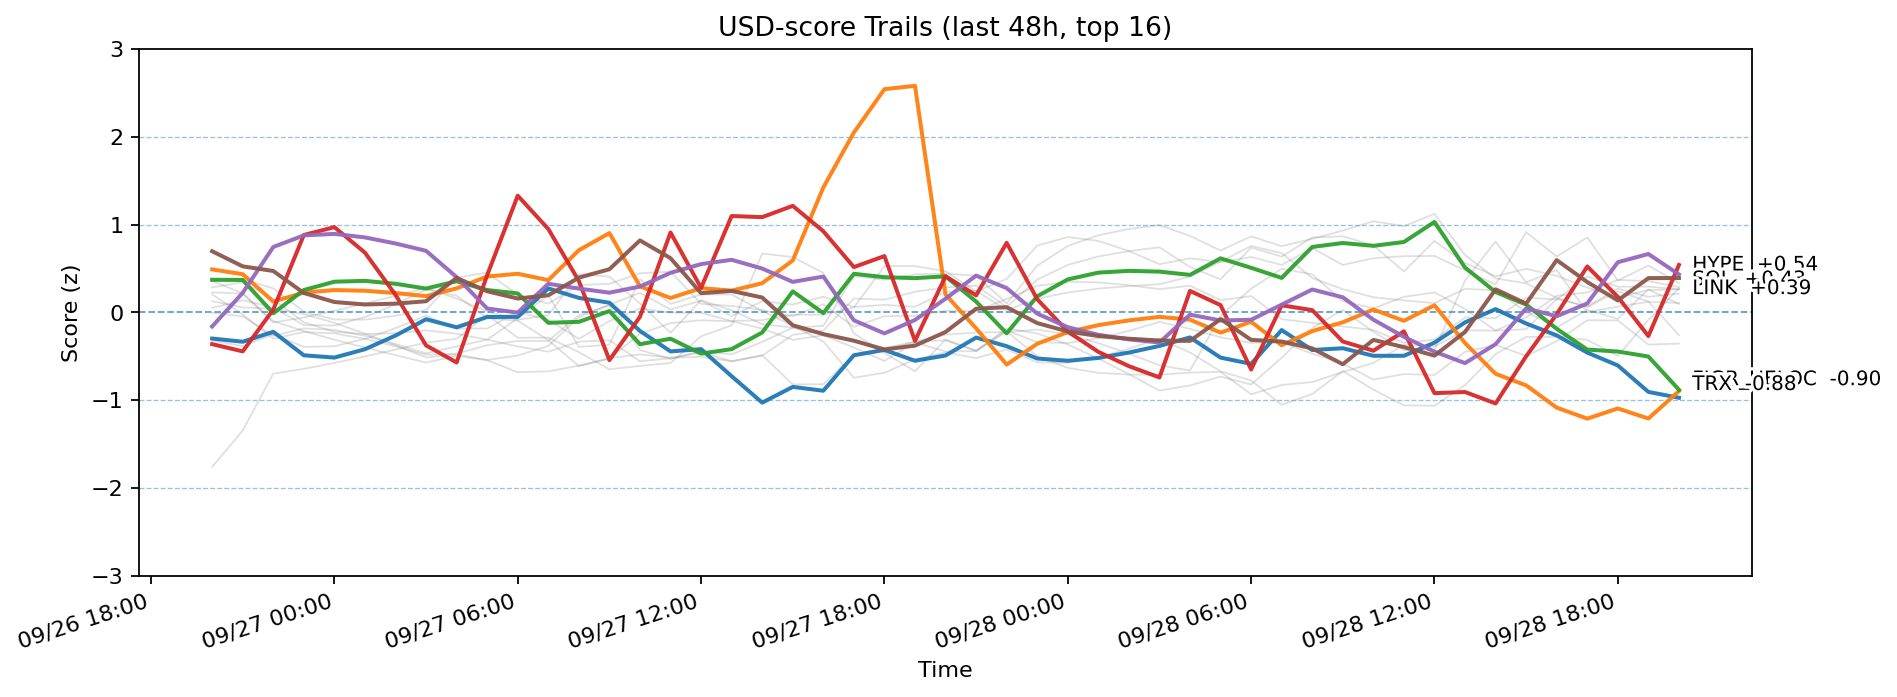 USD-score Trails (last 48h, top 16)
3
2
1
0
−1
−2
−3
Score (z)
HYPE +0.54
LINK +0.39
-0.90
TRX -0.88
09/26 18:00
09/27 00:00
09/27 06:00
09/27 12:00
09/27 18:00
09/28 00:00
09/28 06:00
09/28 12:00
09/28 18:00
Time